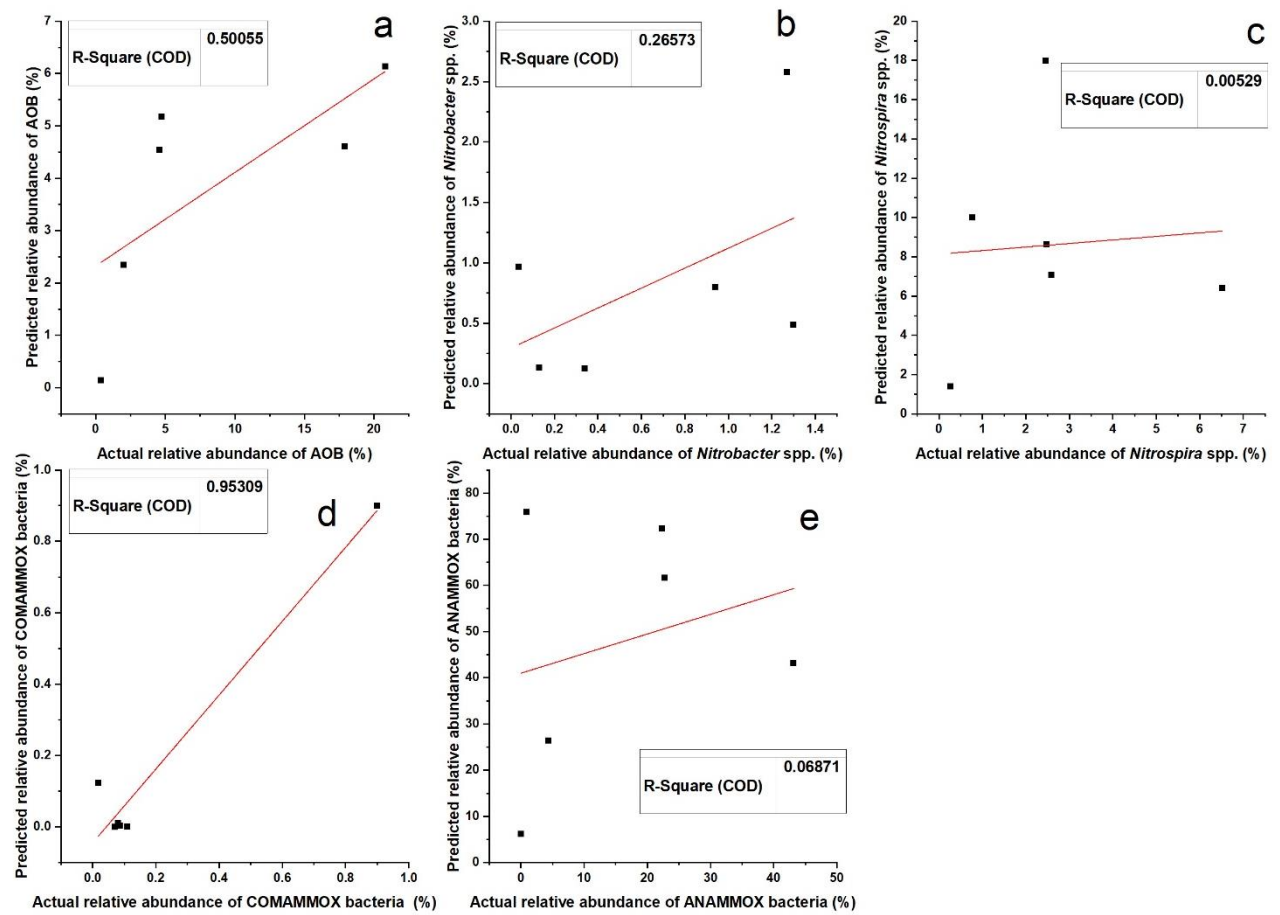 a
R-Square (COD) 0.50055
Predicted relative abundance of AOB (%)
7
6
5
4
3
2
1
0
0 5 10 15 20
Actual relative abundance of AOB (%)
b
R-Square (COD) 0.26573
Predicted relative abundance of Nitrobacter spp. (%)
3.0
2.5
2.0
1.5
1.0
0.5
0.0
0.0 0.2 0.4 0.6 0.8 1.0 1.2 1.4
Actual relative abundance of Nitrobacter spp. (%)
c
R-Square (COD) 0.00529
Predicted relative abundance of Nitrospira spp. (%)
20
18
16
14
12
10
8
6
4
2
0
0 1 2 3 4 5 6 7
Actual relative abundance of Nitrospira spp. (%)
d
R-Square (COD) 0.95309
Predicted relative abundance of COMAMMOX bacteria (%)
1.0
0.8
0.6
0.4
0.2
0.0
0.0 0.2 0.4 0.6 0.8 1.0
Actual relative abundance of COMAMMOX bacteria (%)
e
R-Square (COD) 0.06871
Predicted relative abundance of ANAMMOX bacteria (%)
80
70
60
50
40
30
20
10
0
0 10 20 30 40 50
Actual relative abundance of ANAMMOX bacteria (%)